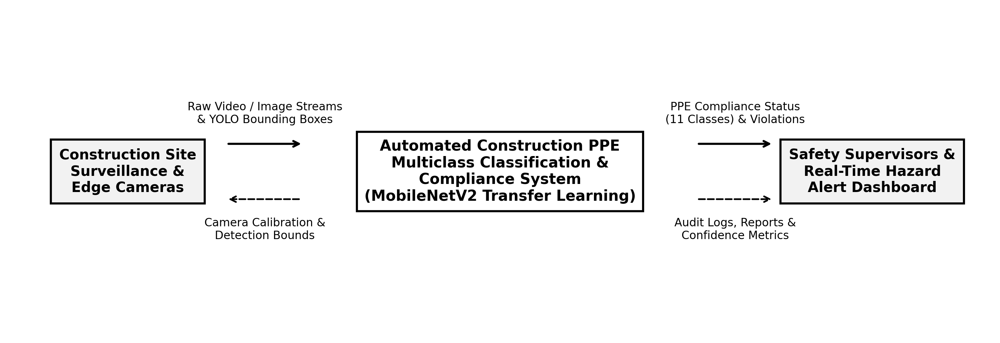 Raw Video / Image Streams
& YOLO Bounding Boxes
PPE Compliance Status
(11 Classes) & Violations
Construction Site
Surveillance &
Edge Cameras
Automated Construction PPE
Multiclass Classification &
Compliance System
(MobileNetV2 Transfer Learning)
Safety Supervisors &
Real-Time Hazard
Alert Dashboard
Camera Calibration &
Detection Bounds
Audit Logs, Reports &
Confidence Metrics